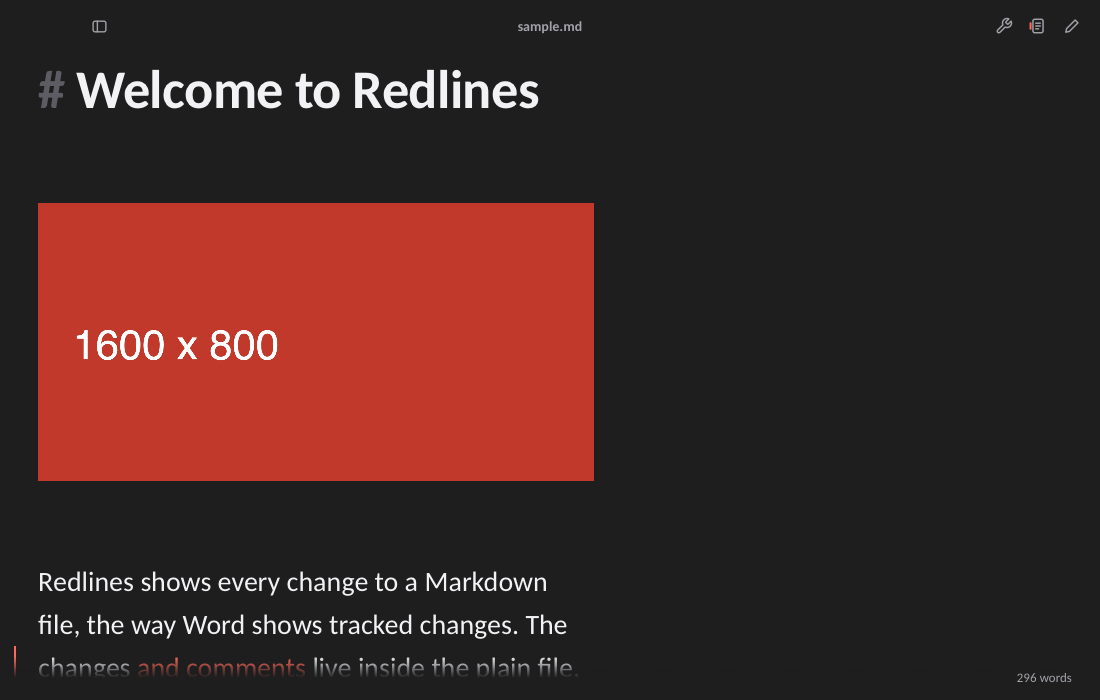 sample.md
# Welcome to Redlines
1600 x 800
Redlines shows every change to a Markdown
file, the way Word shows tracked changes. The
changes and comments live inside the plain file.
296 words